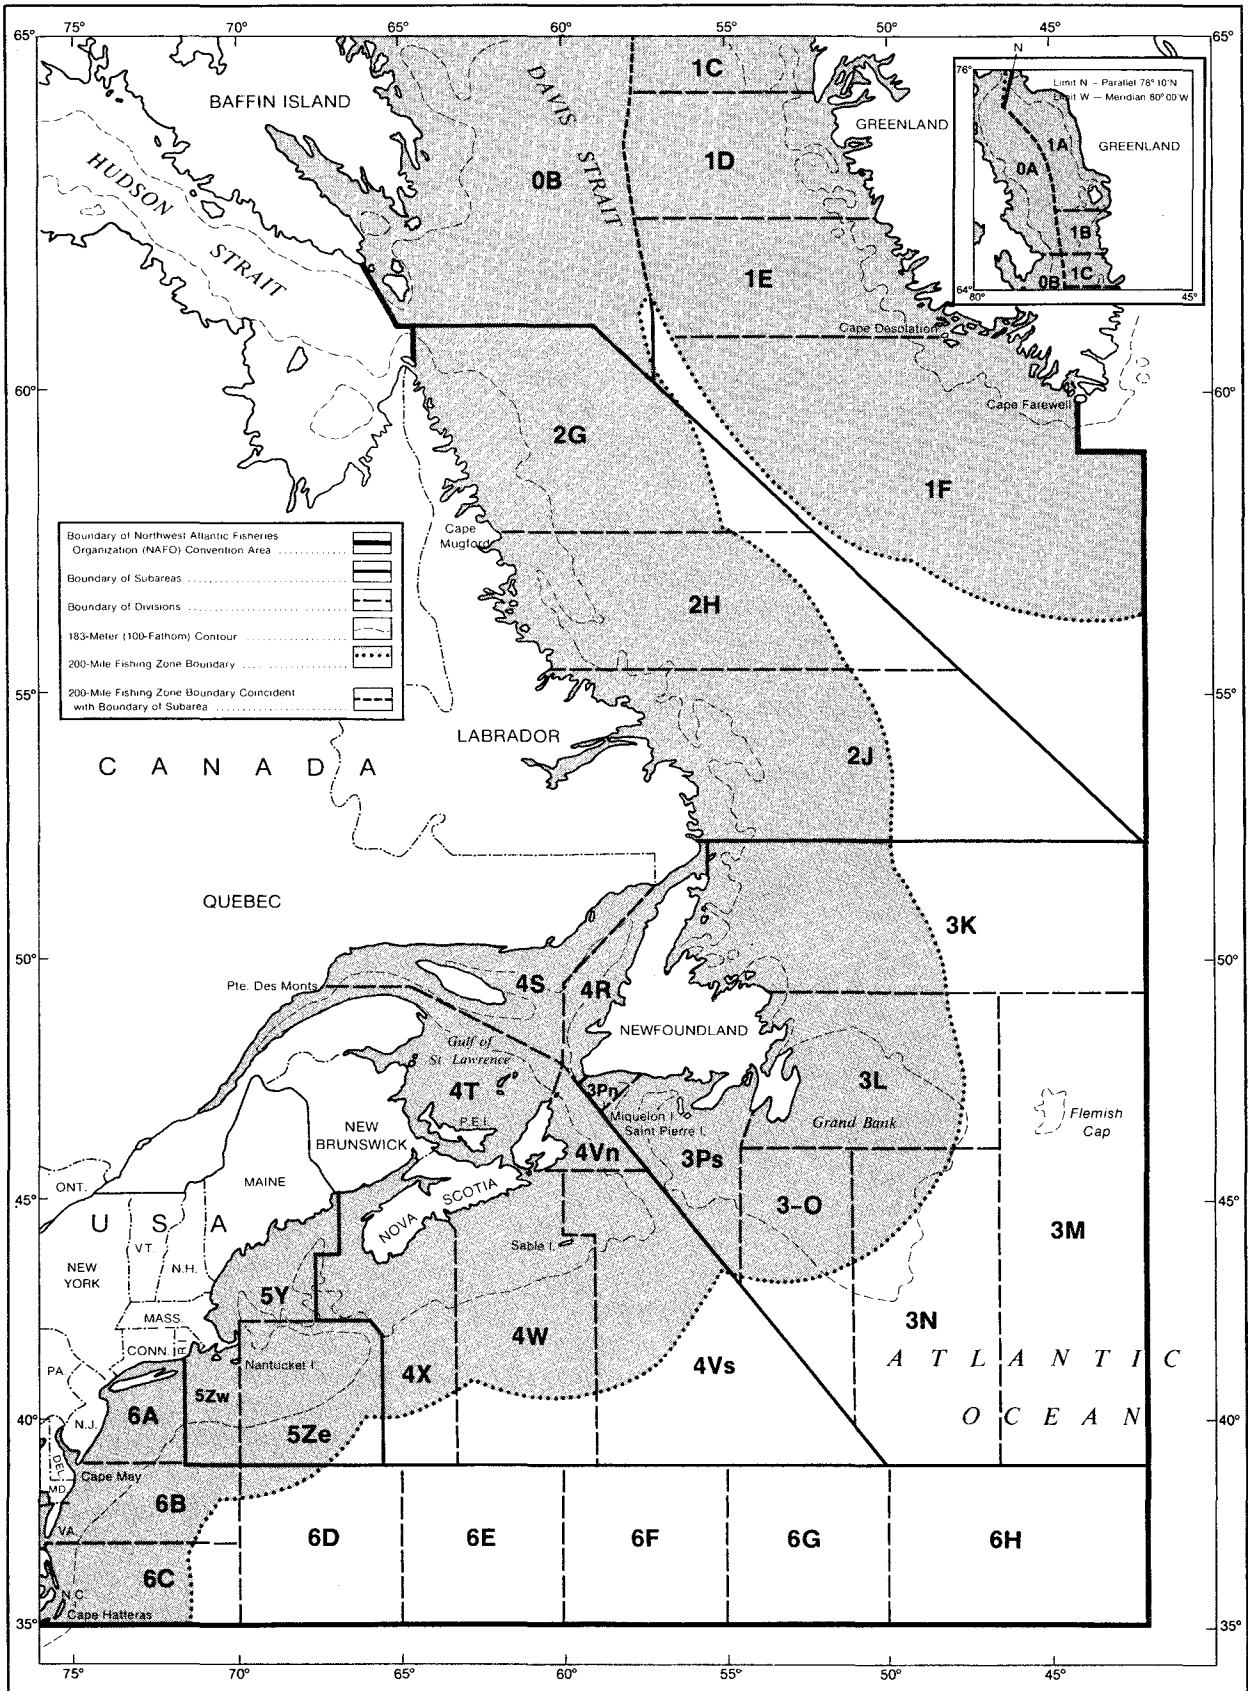 75° 70° 65° 60° 55° 50° 45°
65° 65°
1C
DAVIS
STRAIT
BAFFIN ISLAND
GREENLAND
HUDSON
STRAIT
0B
1D
1E
N
76°
Limit N – Parallel 78° 10'N
Limit W — Meridian 80° 00'W
1A
GREENLAND
0A
1B
1C
0B
64°
80° 45°
Cape Desolation
60° 60°
Cape Farewell
2G
1F
Cape
Mugford
Boundary of Northwest Atlantic Fisheries
Organization (NAFO) Convention Area
Boundary of Subareas
Boundary of Divisions
183-Meter (100-Fathom) Contour
200-Mile Fishing Zone Boundary
200-Mile Fishing Zone Boundary Coincident
with Boundary of Subarea
2H
55° 55°
LABRADOR
2J
CANADA
QUEBEC
3K
50° 50°
Pte. Des Monts
4S
4R
NEWFOUNDLAND
Gulf of
St. Lawrence
4T
3Pn
3L
P.E.I.
Miquelon I.
Saint Pierre I.
Grand Bank
Flemish
Cap
NEW
BRUNSWICK
4Vn
3Ps
ONT.
MAINE
45° 45°
NOVA
SCOTIA
3-O
3M
U S A
VT.
N.H.
NEW
YORK
Sable I.
5Y
MASS.
4W
3N
CONN.
R.I.
Nantucket I.
PA.
5Zw
4X
4Vs
ATLANTIC
OCEAN
N.J.
6A
5Ze
40° 40°
DEL.
Cape May
MD.
6B
VA.
6D
6E
6F
6G
6H
6C
N.C.
Cape Hatteras
35° 35°
75° 70° 65° 60° 55° 50° 45°